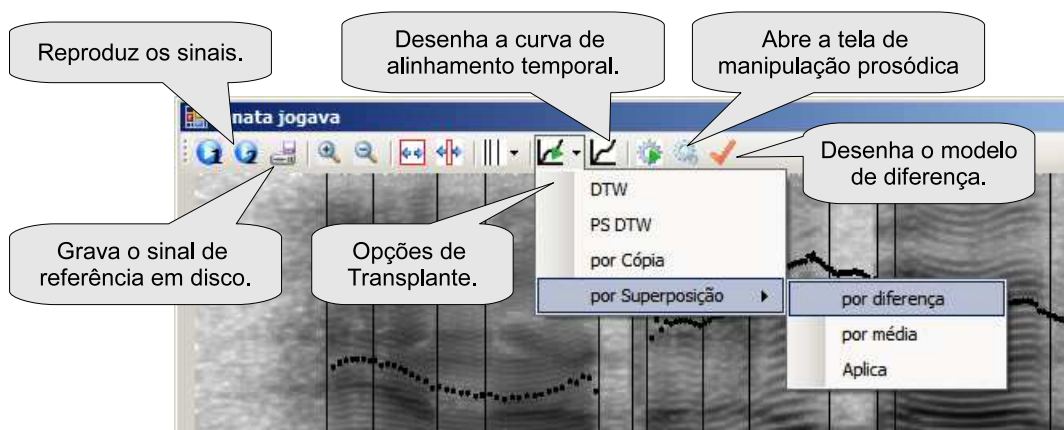 Reproduz os sinais.
Desenha a curva de
alinhamento temporal.
Abre a tela de
manipulação prosódica
jogava
1 2
Desenha o modelo
de diferença.
Grava o sinal de
referência em disco.
Opções de
Transplante.
DTW
PS DTW
por Cópia
por Superposição
por diferença
por média
Aplica